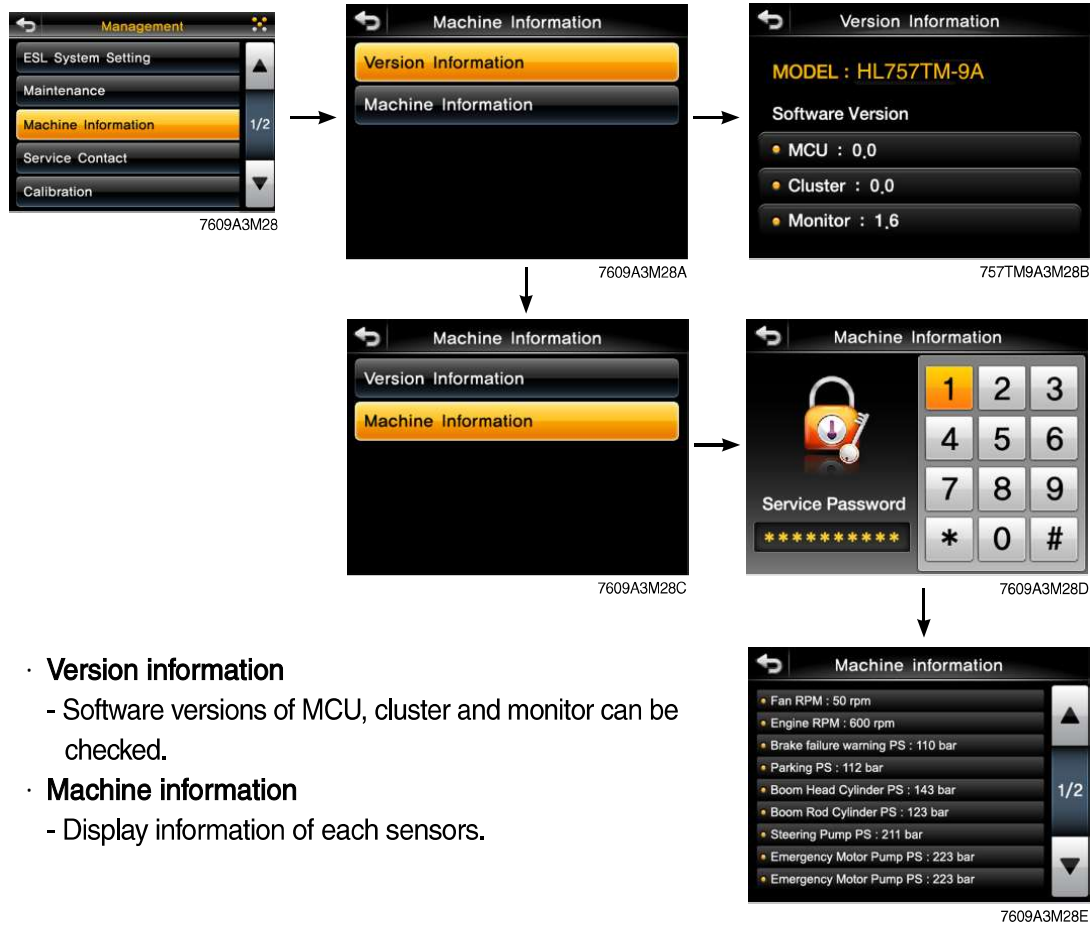 Management
ESL System Setting
Maintenance
Machine Information
1/2
Service Contact
Calibration
7609A3M28
Machine Information
Version Information
Machine Information
7609A3M28A
Version Information
MODEL : HL757TM-9A
Software Version
MCU : 0.0
Cluster : 0.0
Monitor : 1.6
757TM9A3M28B
Machine Information
Version Information
Machine Information
7609A3M28C
Machine Information
1 2 3
4 5 6
7 8 9
* 0 #
Service Password
**********
7609A3M28D
· Version information
- Software versions of MCU, cluster and monitor can be
checked.
· Machine information
- Display information of each sensors.
Machine information
Fan RPM : 50 rpm
Engine RPM : 600 rpm
Brake failure warning PS : 110 bar
Parking PS : 112 bar
Boom Head Cylinder PS : 143 bar
1/2
Boom Rod Cylinder PS : 123 bar
Steering Pump PS : 211 bar
Emergency Motor Pump PS : 223 bar
Emergency Motor Pump PS : 223 bar
7609A3M28E